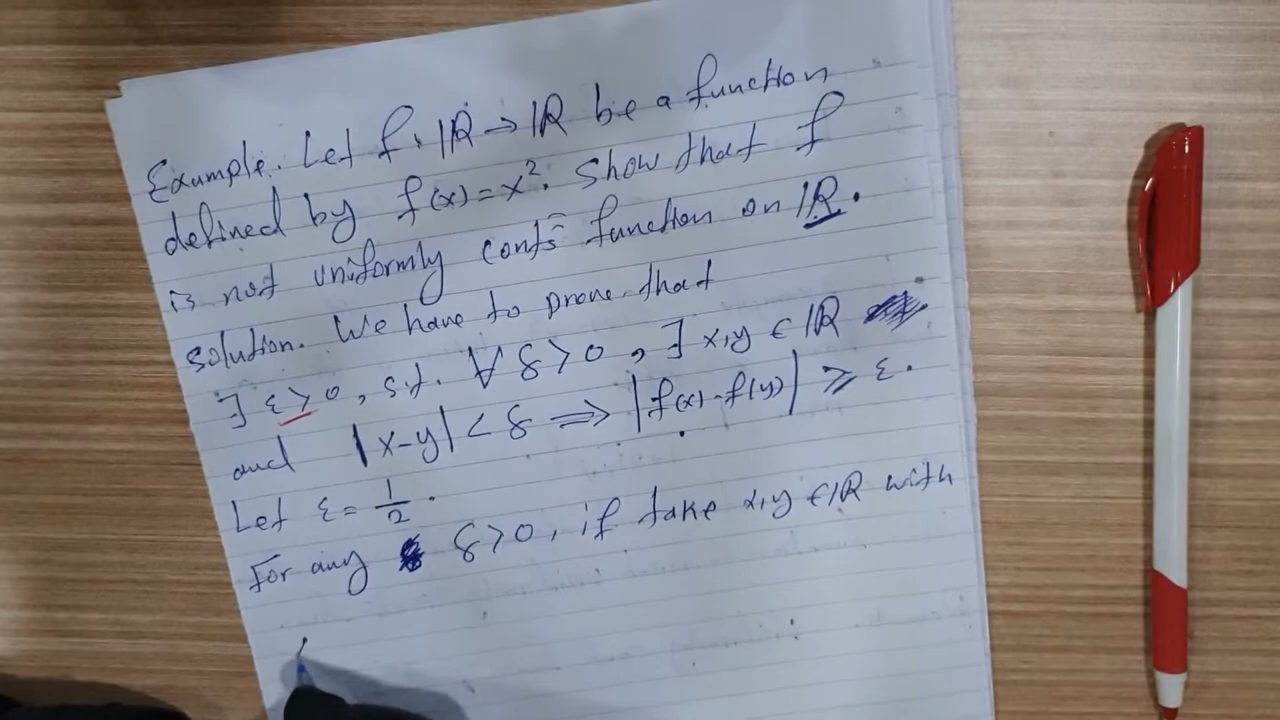 Example. Let f: ℝ → ℝ be a function
defined by f(x) = x². Show that f
is not uniformly conts function on ℝ.
solution. We have to prove that
∃ ε > 0, s.t. ∀ δ > 0, ∃ x,y ∈ ℝ
and |x-y| < δ ⟹ |f(x)-f(y)| ≥ ε.
Let ε = 1/2.
For any δ > 0, if take x,y ∈ ℝ with